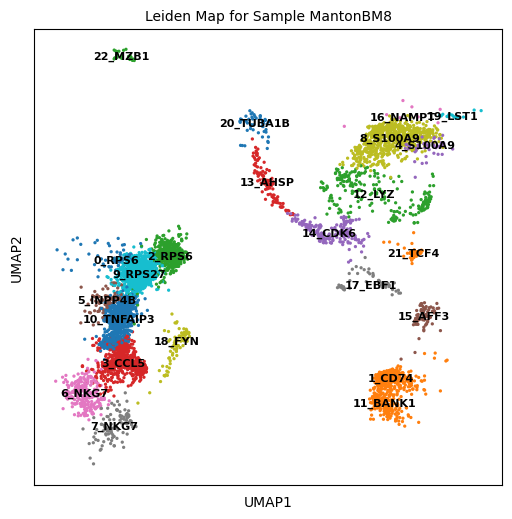 Leiden Map for Sample MantonBM8
22_MZB1
16_NAMPT
19_LST1
20_TUBA1B
8_S100A9
4_S100A9
13_AHSP
12_LYZ
14_CDK6
21_TCF4
2_RPS6
0_RPS6
9_RPS27
17_EBF1
5_INPP4B
10_TNFAIP3
15_AFF3
18_FYN
3_CCL5
1_CD74
6_NKG7
11_BANK1
7_NKG7
UMAP2
UMAP1